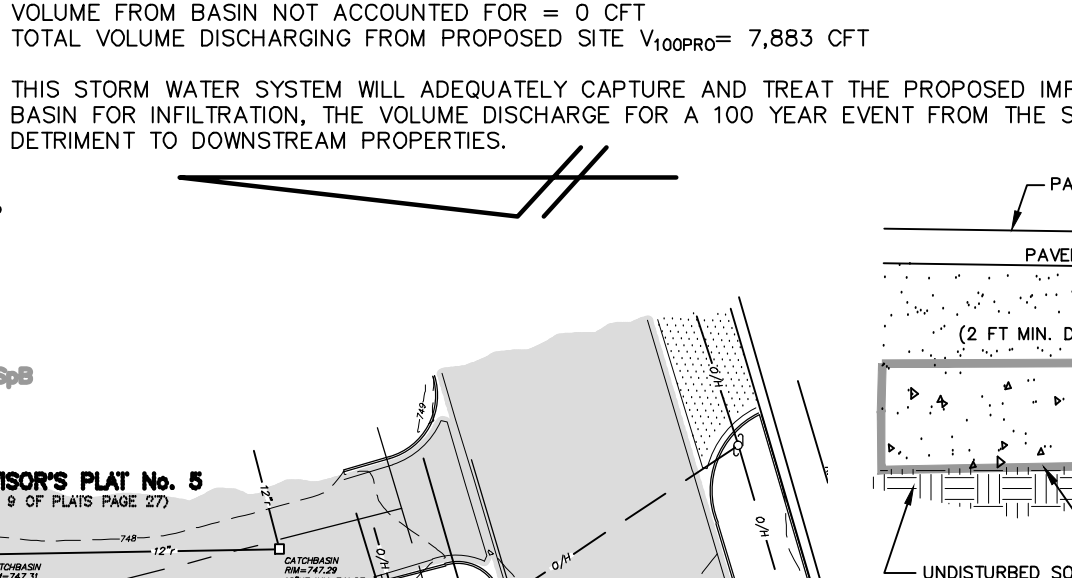 VOLUME FROM BASIN NOT ACCOUNTED FOR = 0 CFT
TOTAL VOLUME DISCHARGING FROM PROPOSED SITE V100PRO= 7,883 CFT
THIS STORM WATER SYSTEM WILL ADEQUATELY CAPTURE AND TREAT THE PROPOSED IMP
BASIN FOR INFILTRATION, THE VOLUME DISCHARGE FOR A 100 YEAR EVENT FROM THE S
DETRIMENT TO DOWNSTREAM PROPERTIES.
PA
PAVE
(2 FT MIN. D
SpB
O/H
749
ISOR'S PLAT No. 5
9 OF PLATS PAGE 27)
12"r
O/H
748
12"r
O/H
O/H
CATCHBASIN
RIM=747.29
TCHBASIN
M=747.31
UNDISTURBED SO